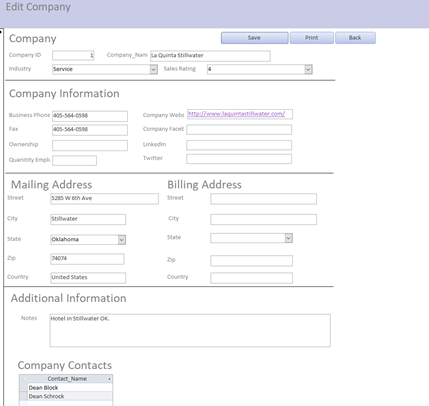 Edit Company
Company
Save Print Back
Company ID 1 Company_Nam La Quinta Stillwater
Industry Service Sales Rating 4
Company Information
Business Phone 405-564-0598 Company Webs http://www.laquintastillwater.com/
Fax 405-564-0598 Company Faceb
Ownership LinkedIn
Quanitity Empl Twitter
Mailing Address Billing Address
Street 5285 W 6th Ave Street
City Stillwater City
State Oklahoma State
Zip 74074 Zip
Country United States Country
Additional Information
Notes Hotel in Stillwater OK.
Company Contacts
Contact_Name
Dean Block
Dean Schrock